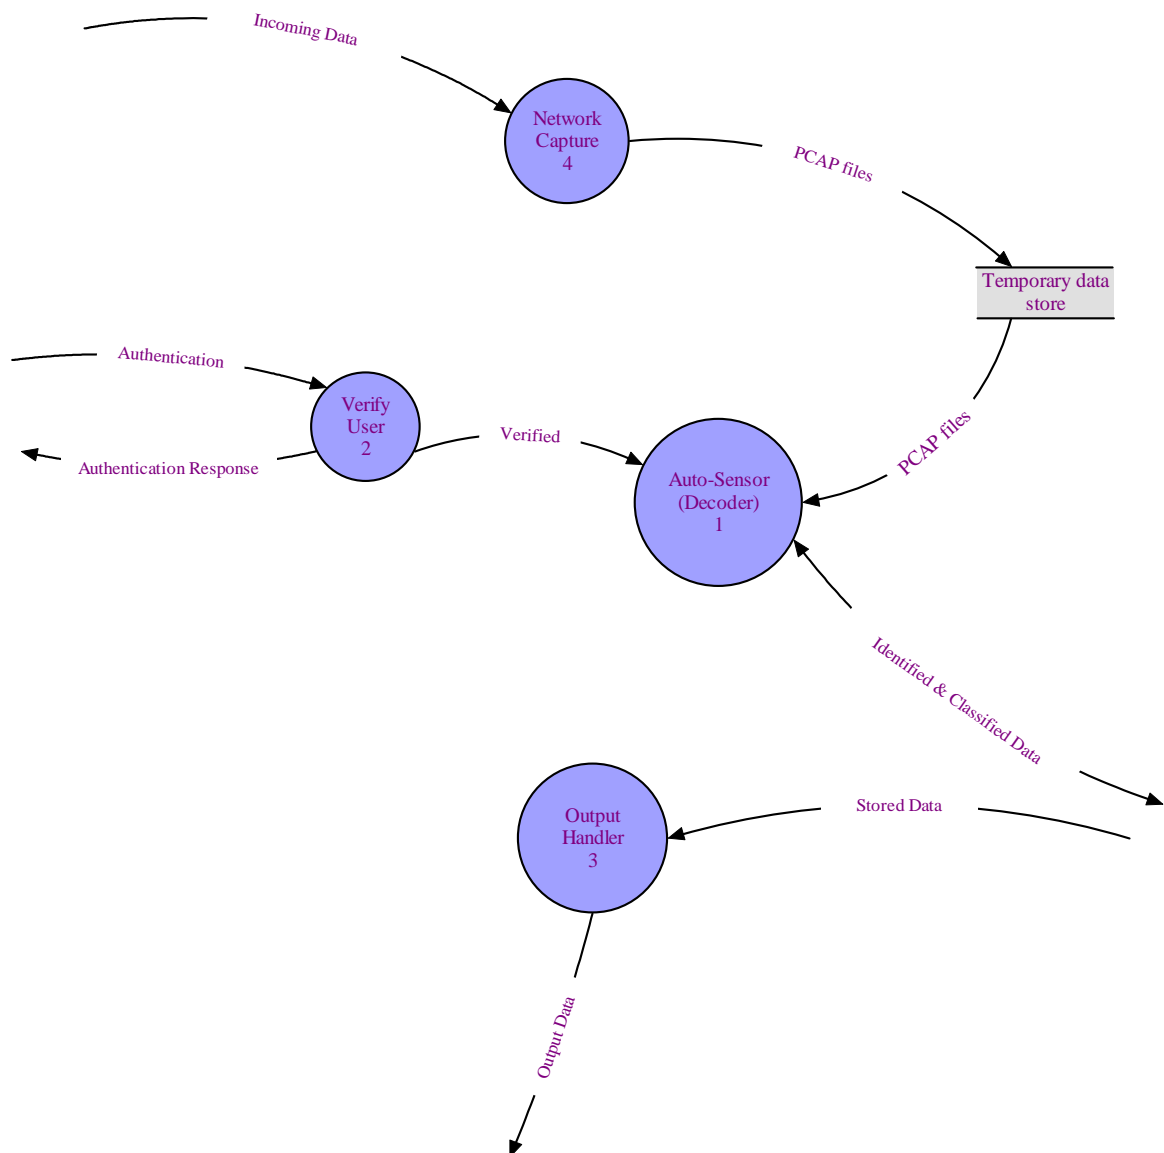 Incoming Data
Network
Capture
4
PCAP files
Temporary data
store
Authentication
Verify
User
2
Verified
Authentication Response
PCAP files
Auto-Sensor
(Decoder)
1
Identified & Classified Data
Stored Data
Output
Handler
3
Output Data